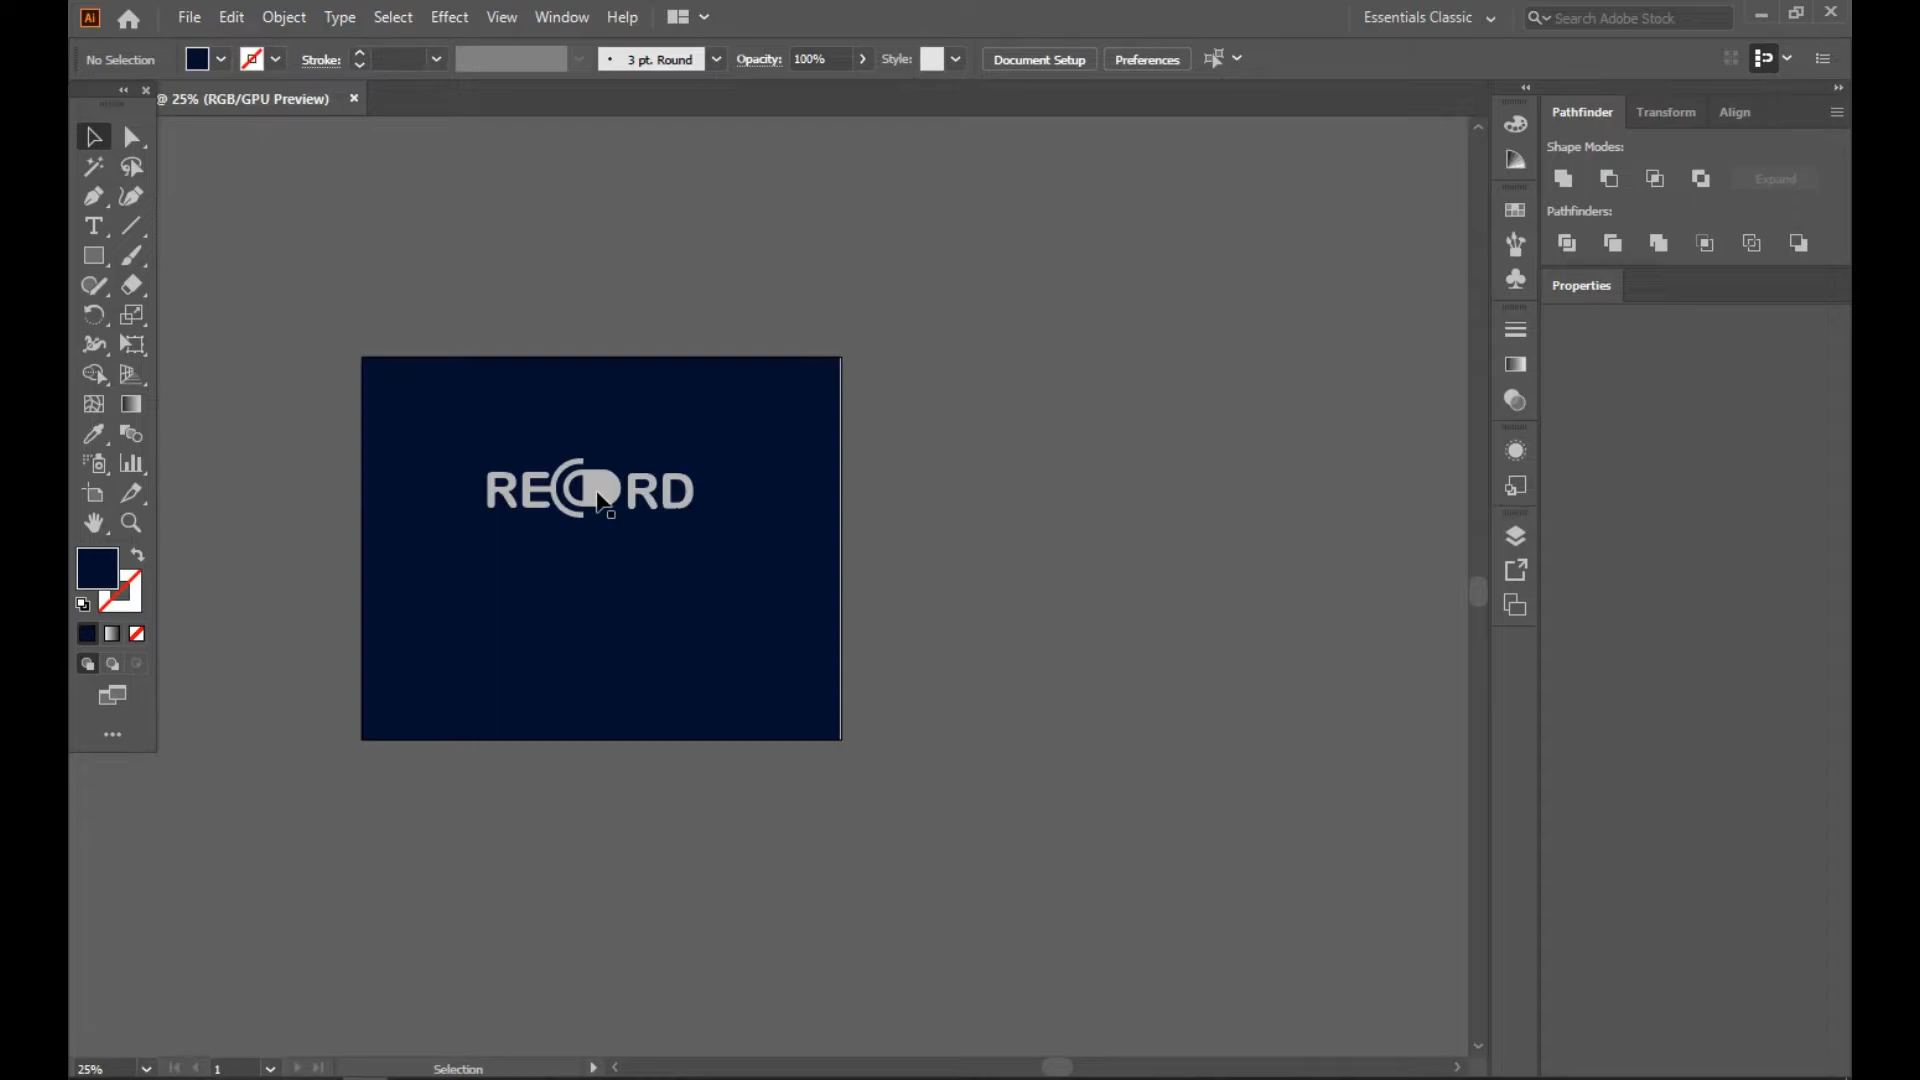 Ai File Edit Object Type Select Effect View Window Help Essentials Classic Search Adobe Stock
No Selection Stroke: 3 pt. Round Opacity: 100% Style: Document Setup Preferences
@ 25% (RGB/GPU Preview)
Pathfinder Transform Align
Shape Modes:
Expand
Pathfinders:
Properties
RECORD
25% 1 Selection